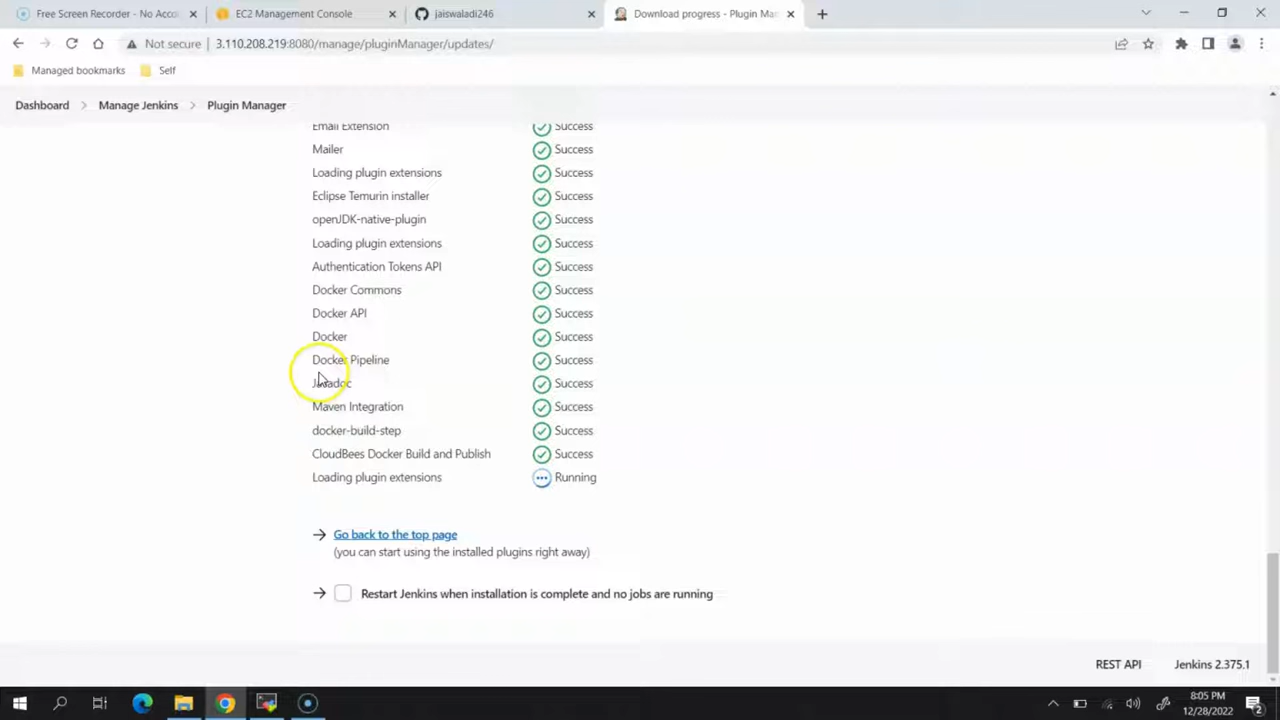 Free Screen Recorder - No Acco
EC2 Management Console
jaiswaladi246
Download progress - Plugin Man
Not secure
3.110.208.219:8080/manage/pluginManager/updates/
Managed bookmarks
Self
Dashboard
Manage Jenkins
Plugin Manager
Email Extension Success
Mailer Success
Loading plugin extensions Success
Eclipse Temurin installer Success
openJDK-native-plugin Success
Loading plugin extensions Success
Authentication Tokens API Success
Docker Commons Success
Docker API Success
Docker Success
Docker Pipeline Success
Javadoc Success
Maven Integration Success
docker-build-step Success
CloudBees Docker Build and Publish Success
Loading plugin extensions Running
Go back to the top page
(you can start using the installed plugins right away)
Restart Jenkins when installation is complete and no jobs are running
REST API
Jenkins 2.375.1
8:05 PM
12/28/2022
2